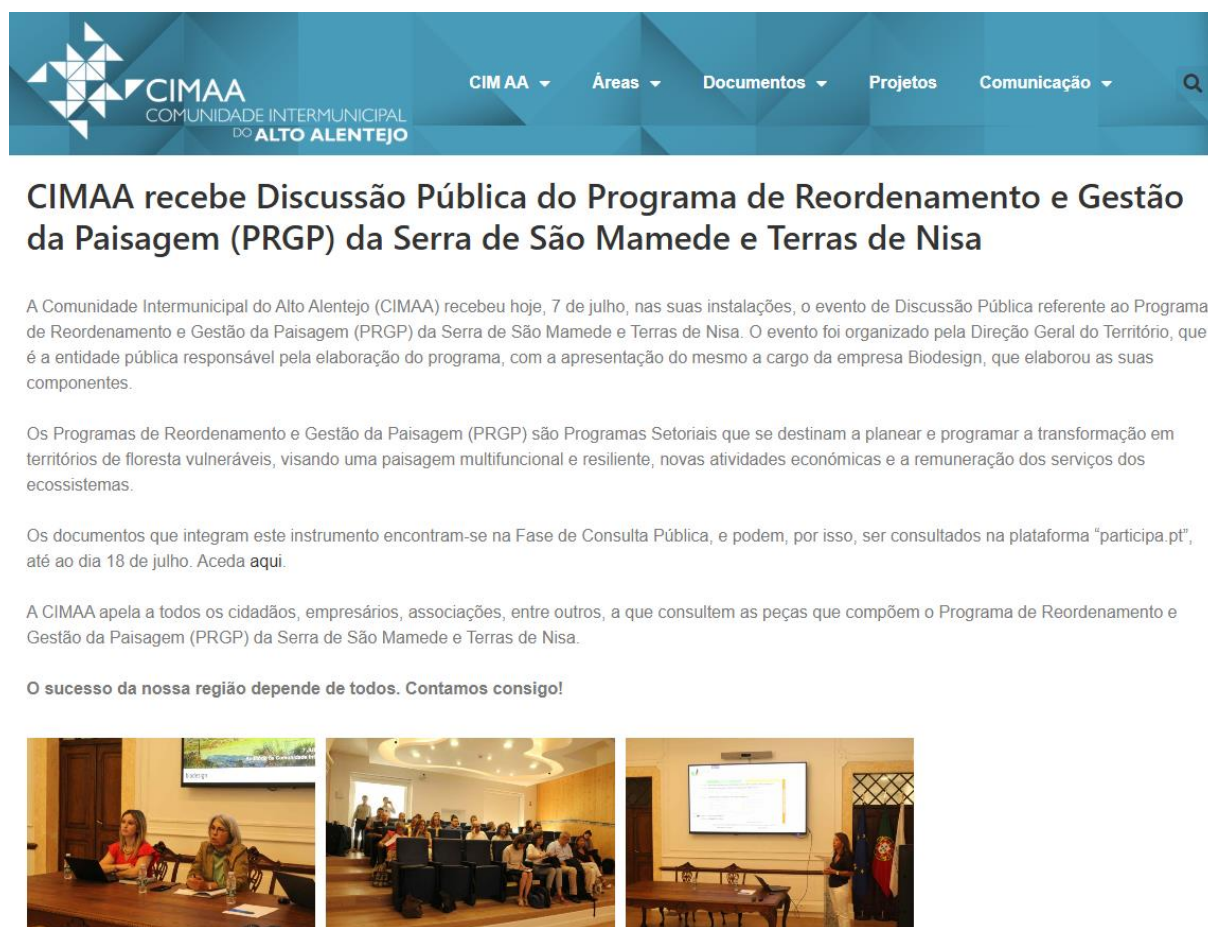 CIMAA
COMUNIDADE INTERMUNICIPAL
DO ALTO ALENTEJO
CIM AA
Áreas
Documentos
Projetos
Comunicação
CIMAA recebe Discussão Pública do Programa de Reordenamento e Gestão
da Paisagem (PRGP) da Serra de São Mamede e Terras de Nisa
A Comunidade Intermunicipal do Alto Alentejo (CIMAA) recebeu hoje, 7 de julho, nas suas instalações, o evento de Discussão Pública referente ao Programa
de Reordenamento e Gestão da Paisagem (PRGP) da Serra de São Mamede e Terras de Nisa. O evento foi organizado pela Direção Geral do Território, que
é a entidade pública responsável pela elaboração do programa, com a apresentação do mesmo a cargo da empresa Biodesign, que elaborou as suas
componentes.
Os Programas de Reordenamento e Gestão da Paisagem (PRGP) são Programas Setoriais que se destinam a planear e programar a transformação em
territórios de floresta vulneráveis, visando uma paisagem multifuncional e resiliente, novas atividades económicas e a remuneração dos serviços dos
ecossistemas.
Os documentos que integram este instrumento encontram-se na Fase de Consulta Pública, e podem, por isso, ser consultados na plataforma “participa.pt”,
até ao dia 18 de julho. Aceda aqui.
A CIMAA apela a todos os cidadãos, empresários, associações, entre outros, a que consultem as peças que compõem o Programa de Reordenamento e
Gestão da Paisagem (PRGP) da Serra de São Mamede e Terras de Nisa.
O sucesso da nossa região depende de todos. Contamos consigo!
biodesign